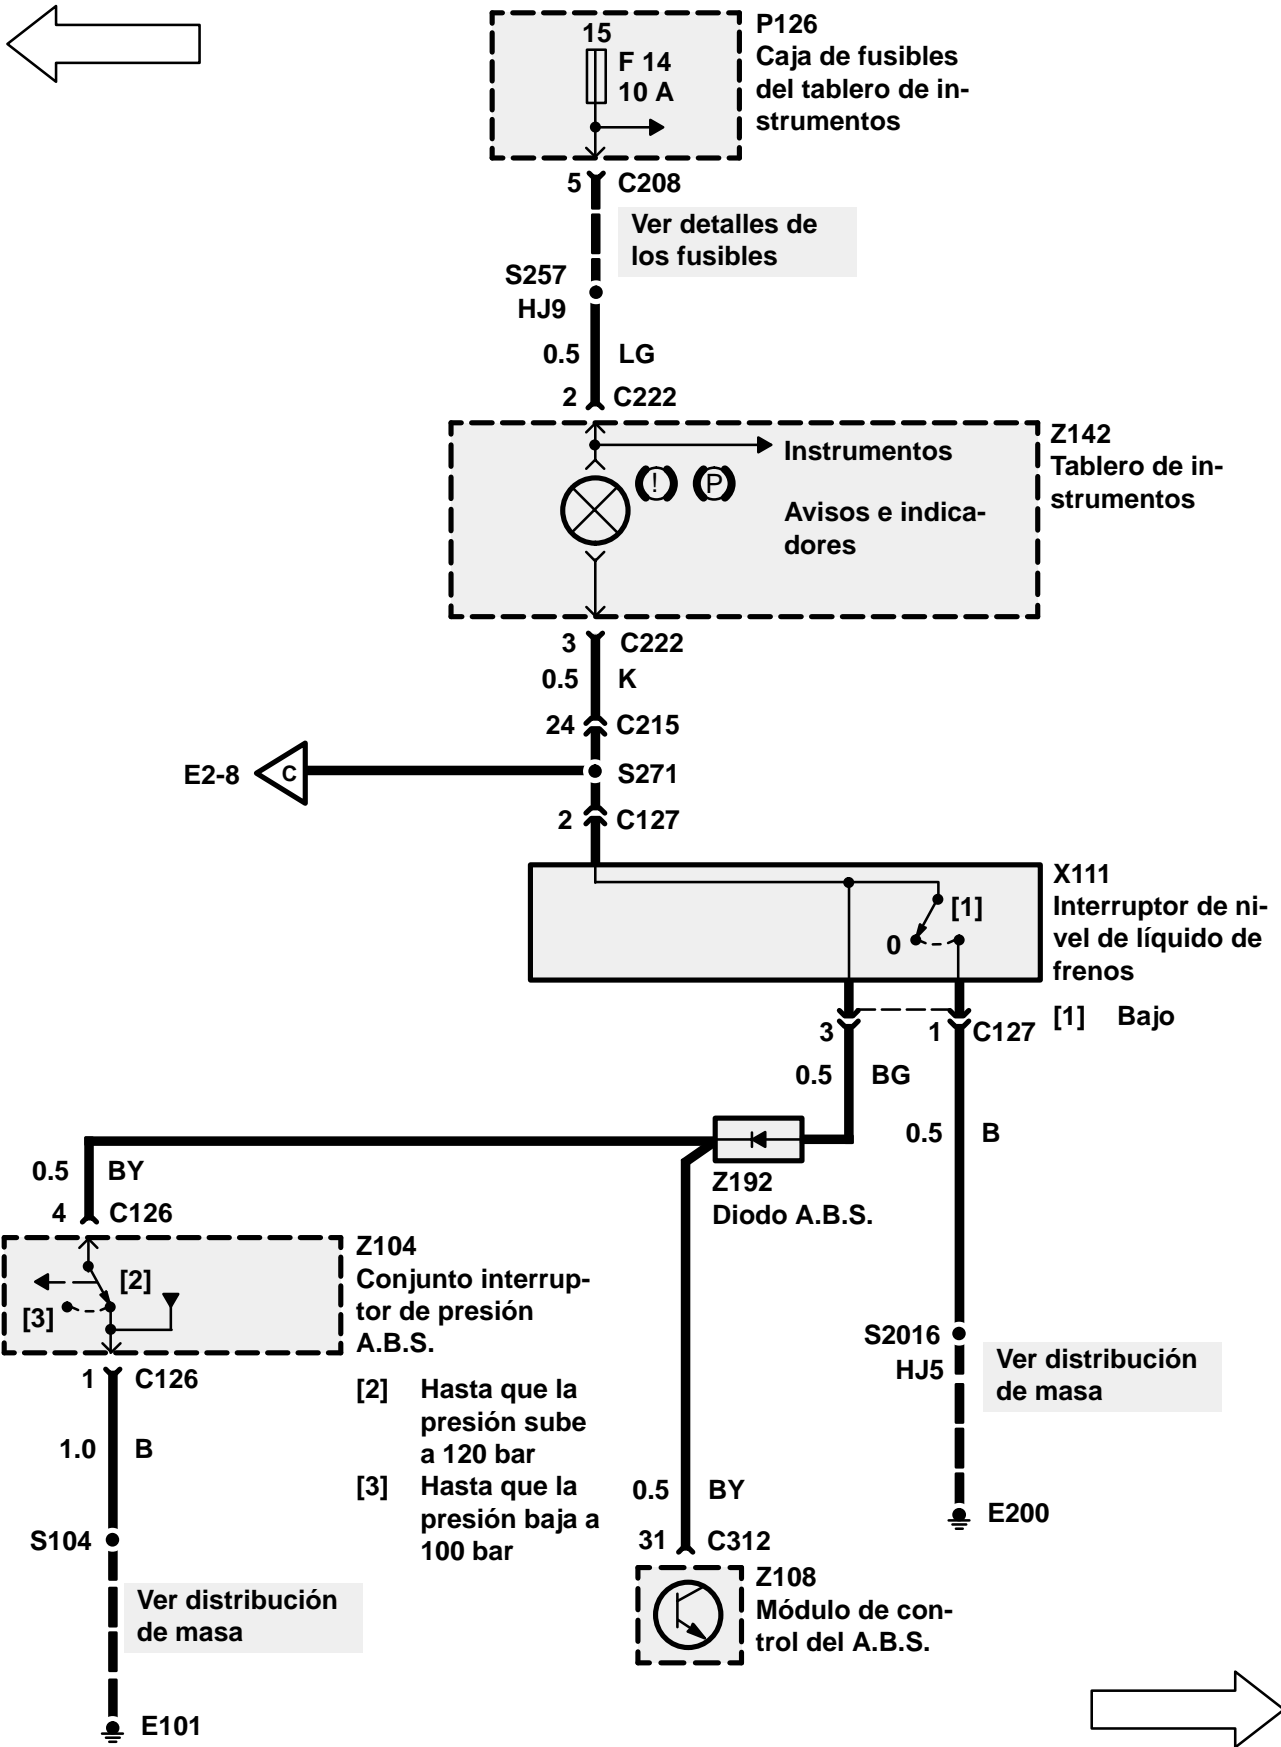 15
F 14
10 A
P126
Caja de fusibles
del tablero de in-
strumentos
5 C208
Ver detalles de
los fusibles
S257
HJ9
0.5 LG
2 C222
Instrumentos
! P
Avisos e indica-
dores
Z142
Tablero de in-
strumentos
3 C222
0.5 K
24 C215
E2-8 C S271
2 C127
[1]
0
X111
Interruptor de ni-
vel de líquido de
frenos
[1] Bajo
3 1 C127
0.5 BG
0.5 B
Z192
Diodo A.B.S.
0.5 BY
4 C126
[2]
[3]
Z104
Conjunto interrup-
tor de presión
A.B.S.
1 C126
[2] Hasta que la
presión sube
a 120 bar
[3] Hasta que la
presión baja a
100 bar
1.0 B
S104
Ver distribución
de masa
E101
0.5 BY
31 C312
Z108
Módulo de con-
trol del A.B.S.
S2016
HJ5
Ver distribución
de masa
E200